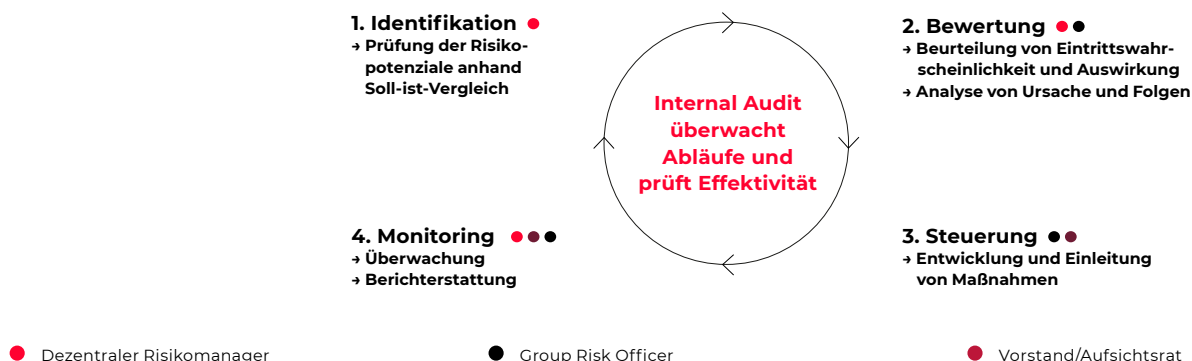 1. Identifikation
→ Prüfung der Risiko-
potenziale anhand
Soll-ist-Vergleich
2. Bewertung
→ Beurteilung von Eintrittswahr-
scheinlichkeit und Auswirkung
→ Analyse von Ursache und Folgen
Internal Audit
überwacht
Abläufe und
prüft Effektivität
4. Monitoring
→ Überwachung
→ Berichterstattung
3. Steuerung
→ Entwicklung und Einleitung
von Maßnahmen
Dezentraler Risikomanager
Group Risk Officer
Vorstand/Aufsichtsrat